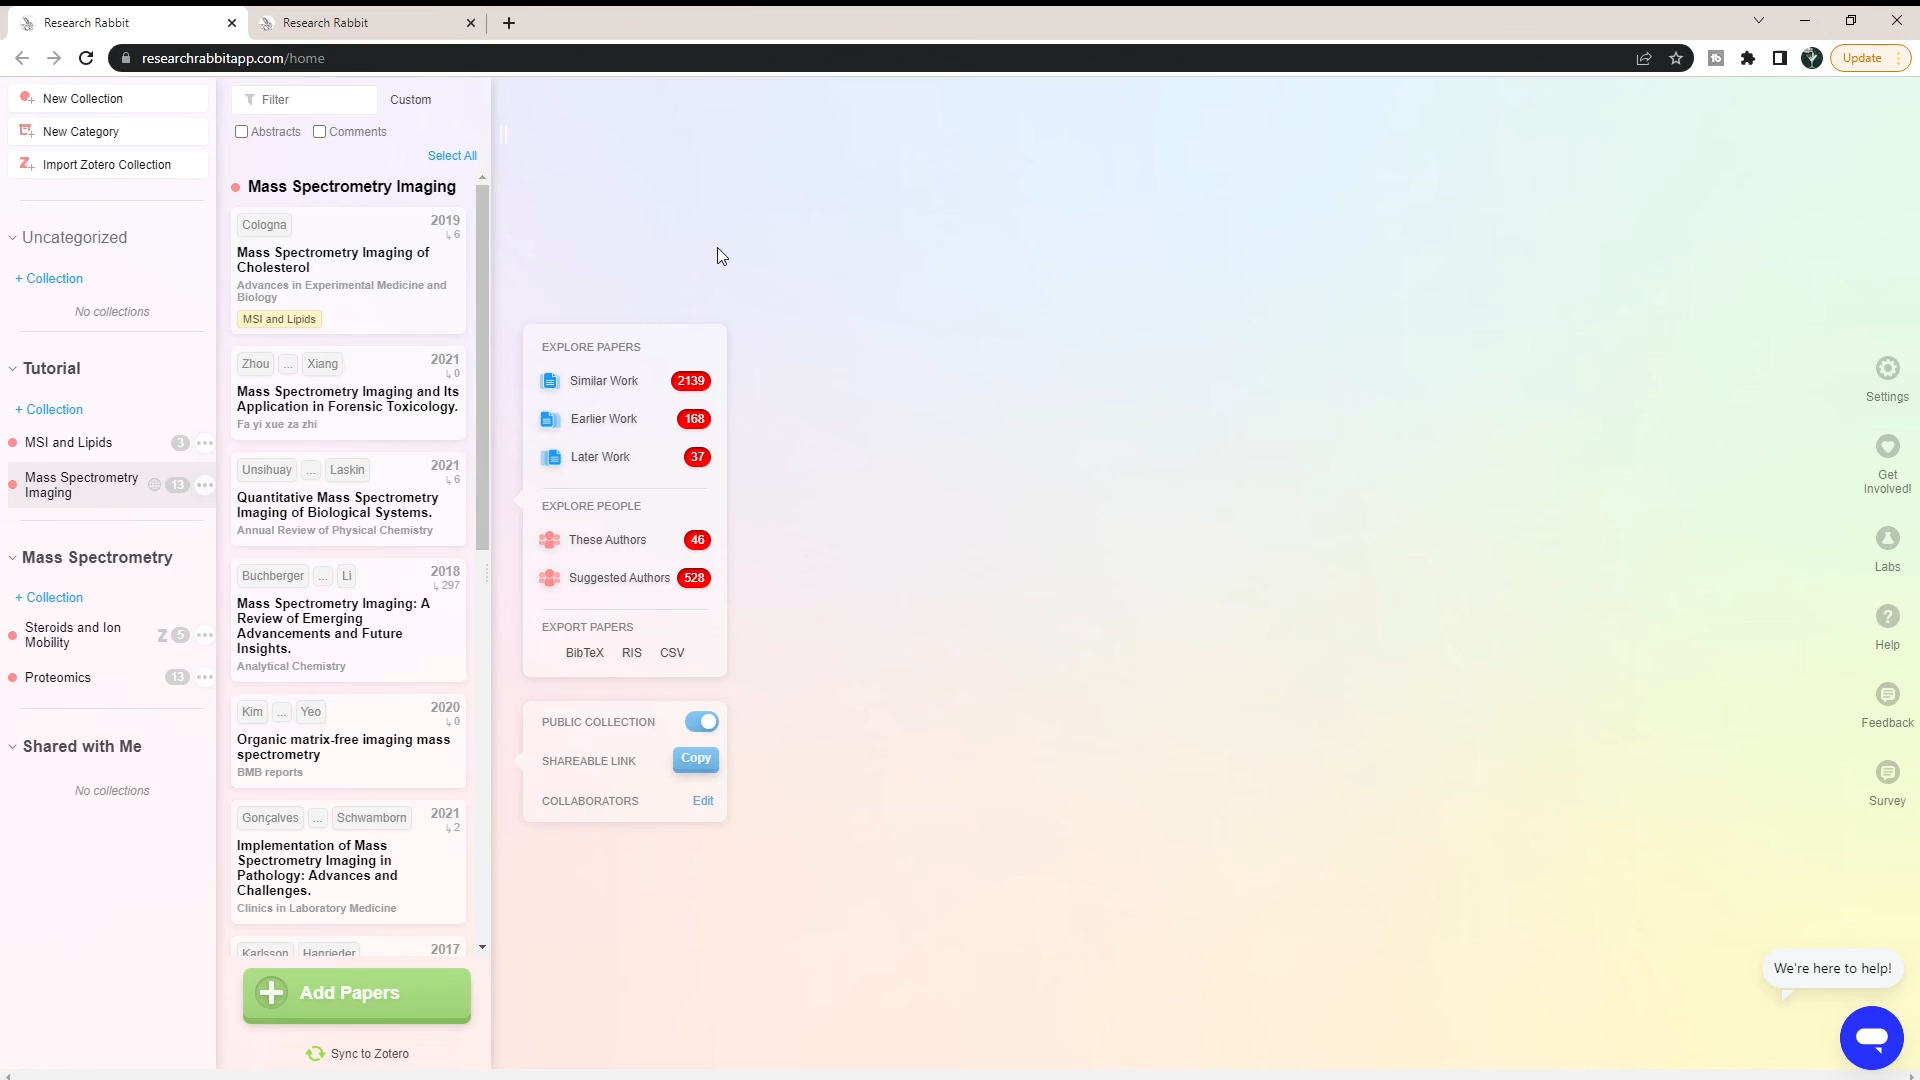 Research Rabbit
Research Rabbit
researchrabbitapp.com/home
Update
New Collection
New Category
Import Zotero Collection
Uncategorized
+ Collection
No collections
Tutorial
+ Collection
MSI and Lipids 3
Mass Spectrometry
Imaging 13
Mass Spectrometry
+ Collection
Steroids and Ion
Mobility Z 5
Proteomics 13
Shared with Me
No collections
Filter Custom
Abstracts Comments
Select All
Mass Spectrometry Imaging
Cologna 2019
6
Mass Spectrometry Imaging of
Cholesterol
Advances in Experimental Medicine and
Biology
MSI and Lipids
Zhou ... Xiang 2021
0
Mass Spectrometry Imaging and Its
Application in Forensic Toxicology.
Fa yi xue za zhi
Unsihuay ... Laskin 2021
6
Quantitative Mass Spectrometry
Imaging of Biological Systems.
Annual Review of Physical Chemistry
Buchberger ... Li 2018
297
Mass Spectrometry Imaging: A
Review of Emerging
Advancements and Future
Insights.
Analytical Chemistry
Kim ... Yeo 2020
0
Organic matrix-free imaging mass
spectrometry
BMB reports
Gonçalves ... Schwamborn 2021
2
Implementation of Mass
Spectrometry Imaging in
Pathology: Advances and
Challenges.
Clinics in Laboratory Medicine
Karlsson Hanrieder 2017
Add Papers
Sync to Zotero
EXPLORE PAPERS
Similar Work 2139
Earlier Work 168
Later Work 37
EXPLORE PEOPLE
These Authors 46
Suggested Authors 528
EXPORT PAPERS
BibTeX RIS CSV
PUBLIC COLLECTION
SHAREABLE LINK Copy
COLLABORATORS Edit
Settings
Get
Involved!
Labs
Help
Feedback
Survey
We're here to help!